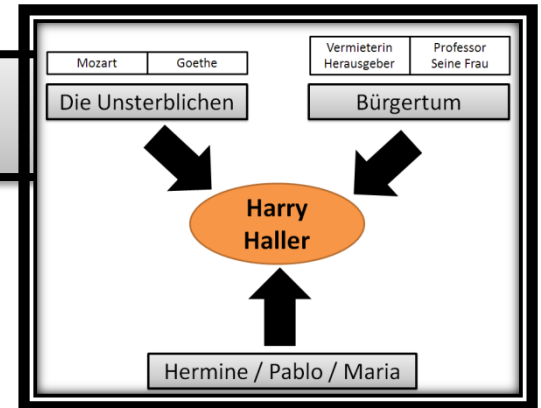 Mozart
Goethe
Vermieterin
Herausgeber
Professor
Seine Frau
Die Unsterblichen
Bürgertum
Harry
Haller
Hermine / Pablo / Maria